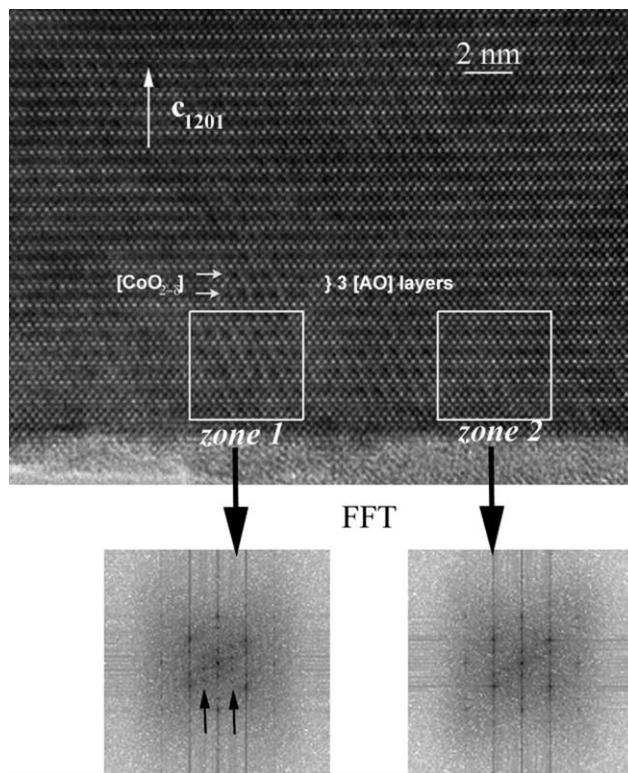 2 nm
c₁₂₀₁
[CoO₂₋δ]
} 3 [AO] layers
zone 1
zone 2
FFT